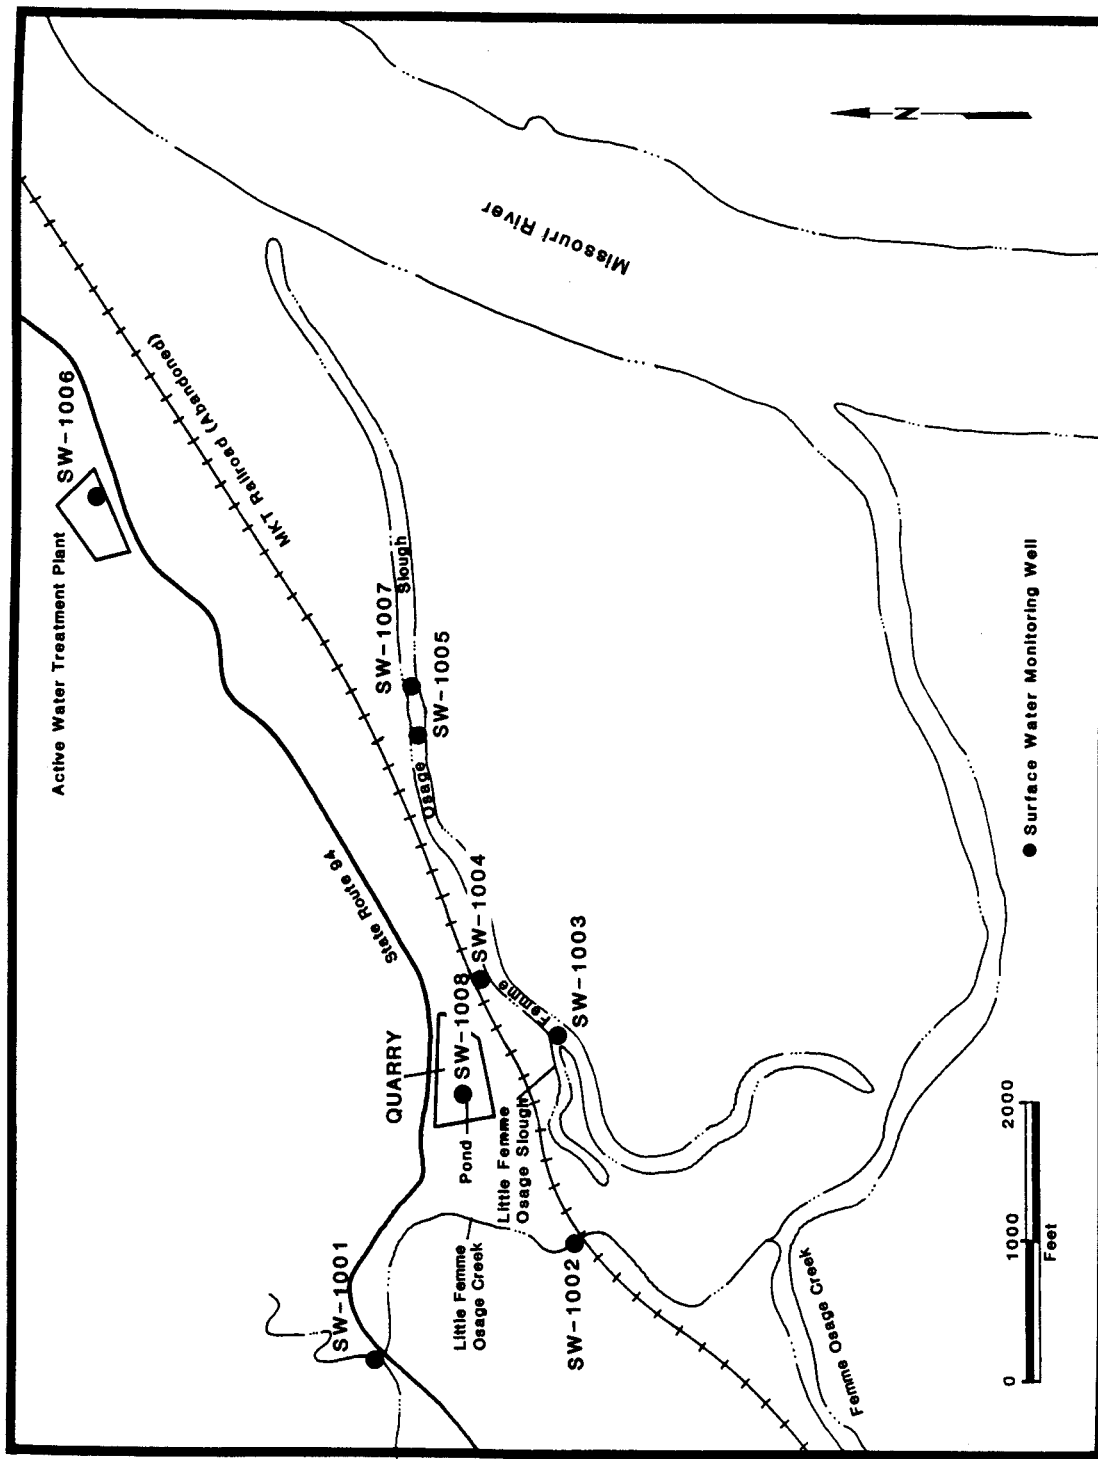 Active Water Treatment Plant
SW-1006
MKT Railroad (Abandoned)
State Route 94
Missouri River
N
SW-1007
Slough
SW-1005
Osage
SW-1004
Femme
SW-1003
QUARRY
SW-1008
Pond
Little Femme
Osage Slough
SW-1001
Little Femme
Osage Creek
SW-1002
Femme Osage Creek
Surface Water Monitoring Well
0
1000
2000
Feet